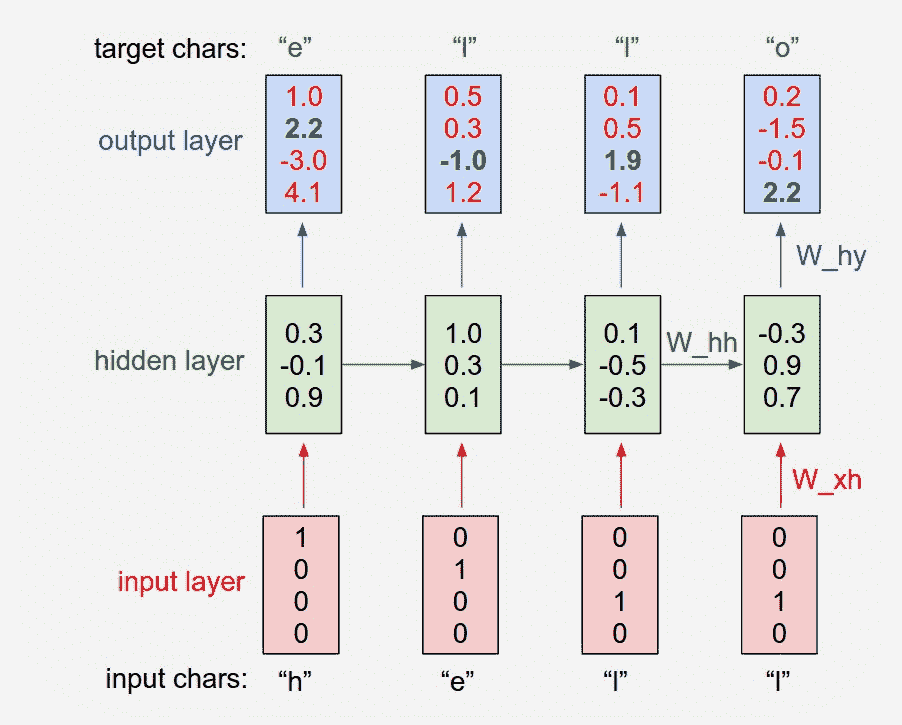 target chars: “e” “l” “l” “o”
output layer
1.0 0.5 0.1 0.2
2.2 0.3 0.5 -1.5
-3.0 -1.0 1.9 -0.1
4.1 1.2 -1.1 2.2
W_hy
hidden layer
0.3 1.0 0.1 -0.3
-0.1 0.3 -0.5 0.9
0.9 0.1 -0.3 0.7
W_hh
W_xh
input layer
1 0 0 0
0 1 0 0
0 0 1 1
0 0 0 0
input chars: “h” “e” “l” “l”